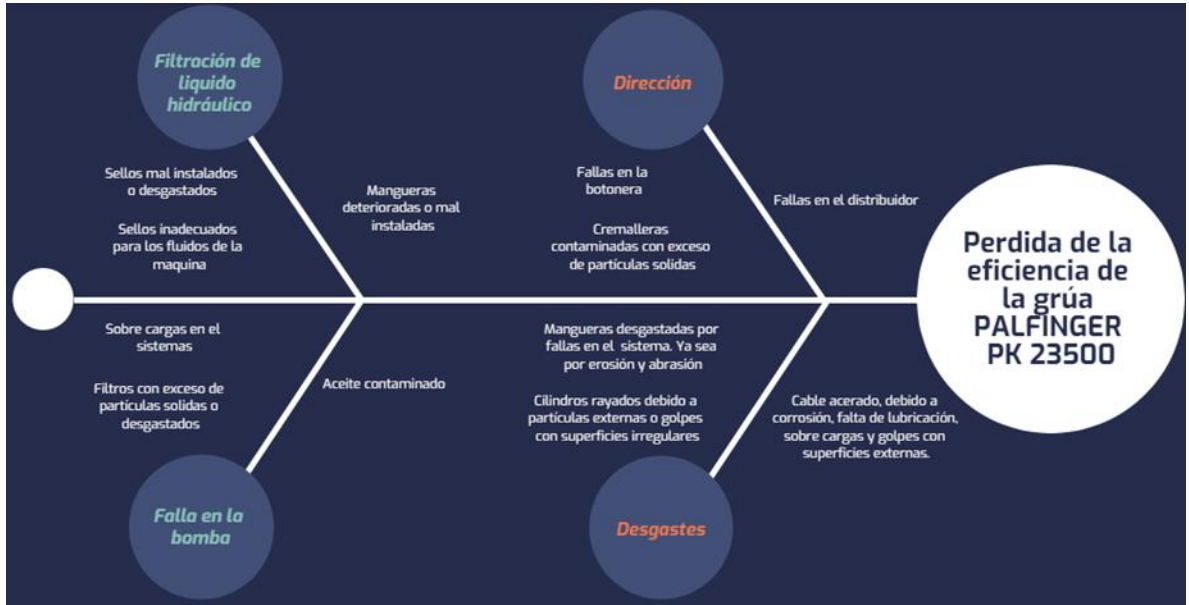 Filtración de
liquido
hidráulico
Sellos mal instalados
o desgastados
Sellos inadecuados
para los fluidos de la
maquina
Mangueras
deterioradas o mal
instaladas
Dirección
Fallas en la
botonera
Cremalleras
contaminadas con exceso
de partículas solidas
Fallas en el distribuidor
Perdida de la
eficiencia de
la grúa
PALFINGER
PK 23500
Sobre cargas en el
sistemas
Filtros con exceso de
partículas solidas o
desgastados
Aceite contaminado
Falla en la
bomba
Mangueras desgastadas por
fallas en el sistema. Ya sea
por erosión y abrasión
Cilindros rayados debido a
partículas externas o golpes
con superficies irregulares
Cable acerado, debido a
corrosión, falta de lubricación,
sobre cargas y golpes con
superficies externas.
Desgastes